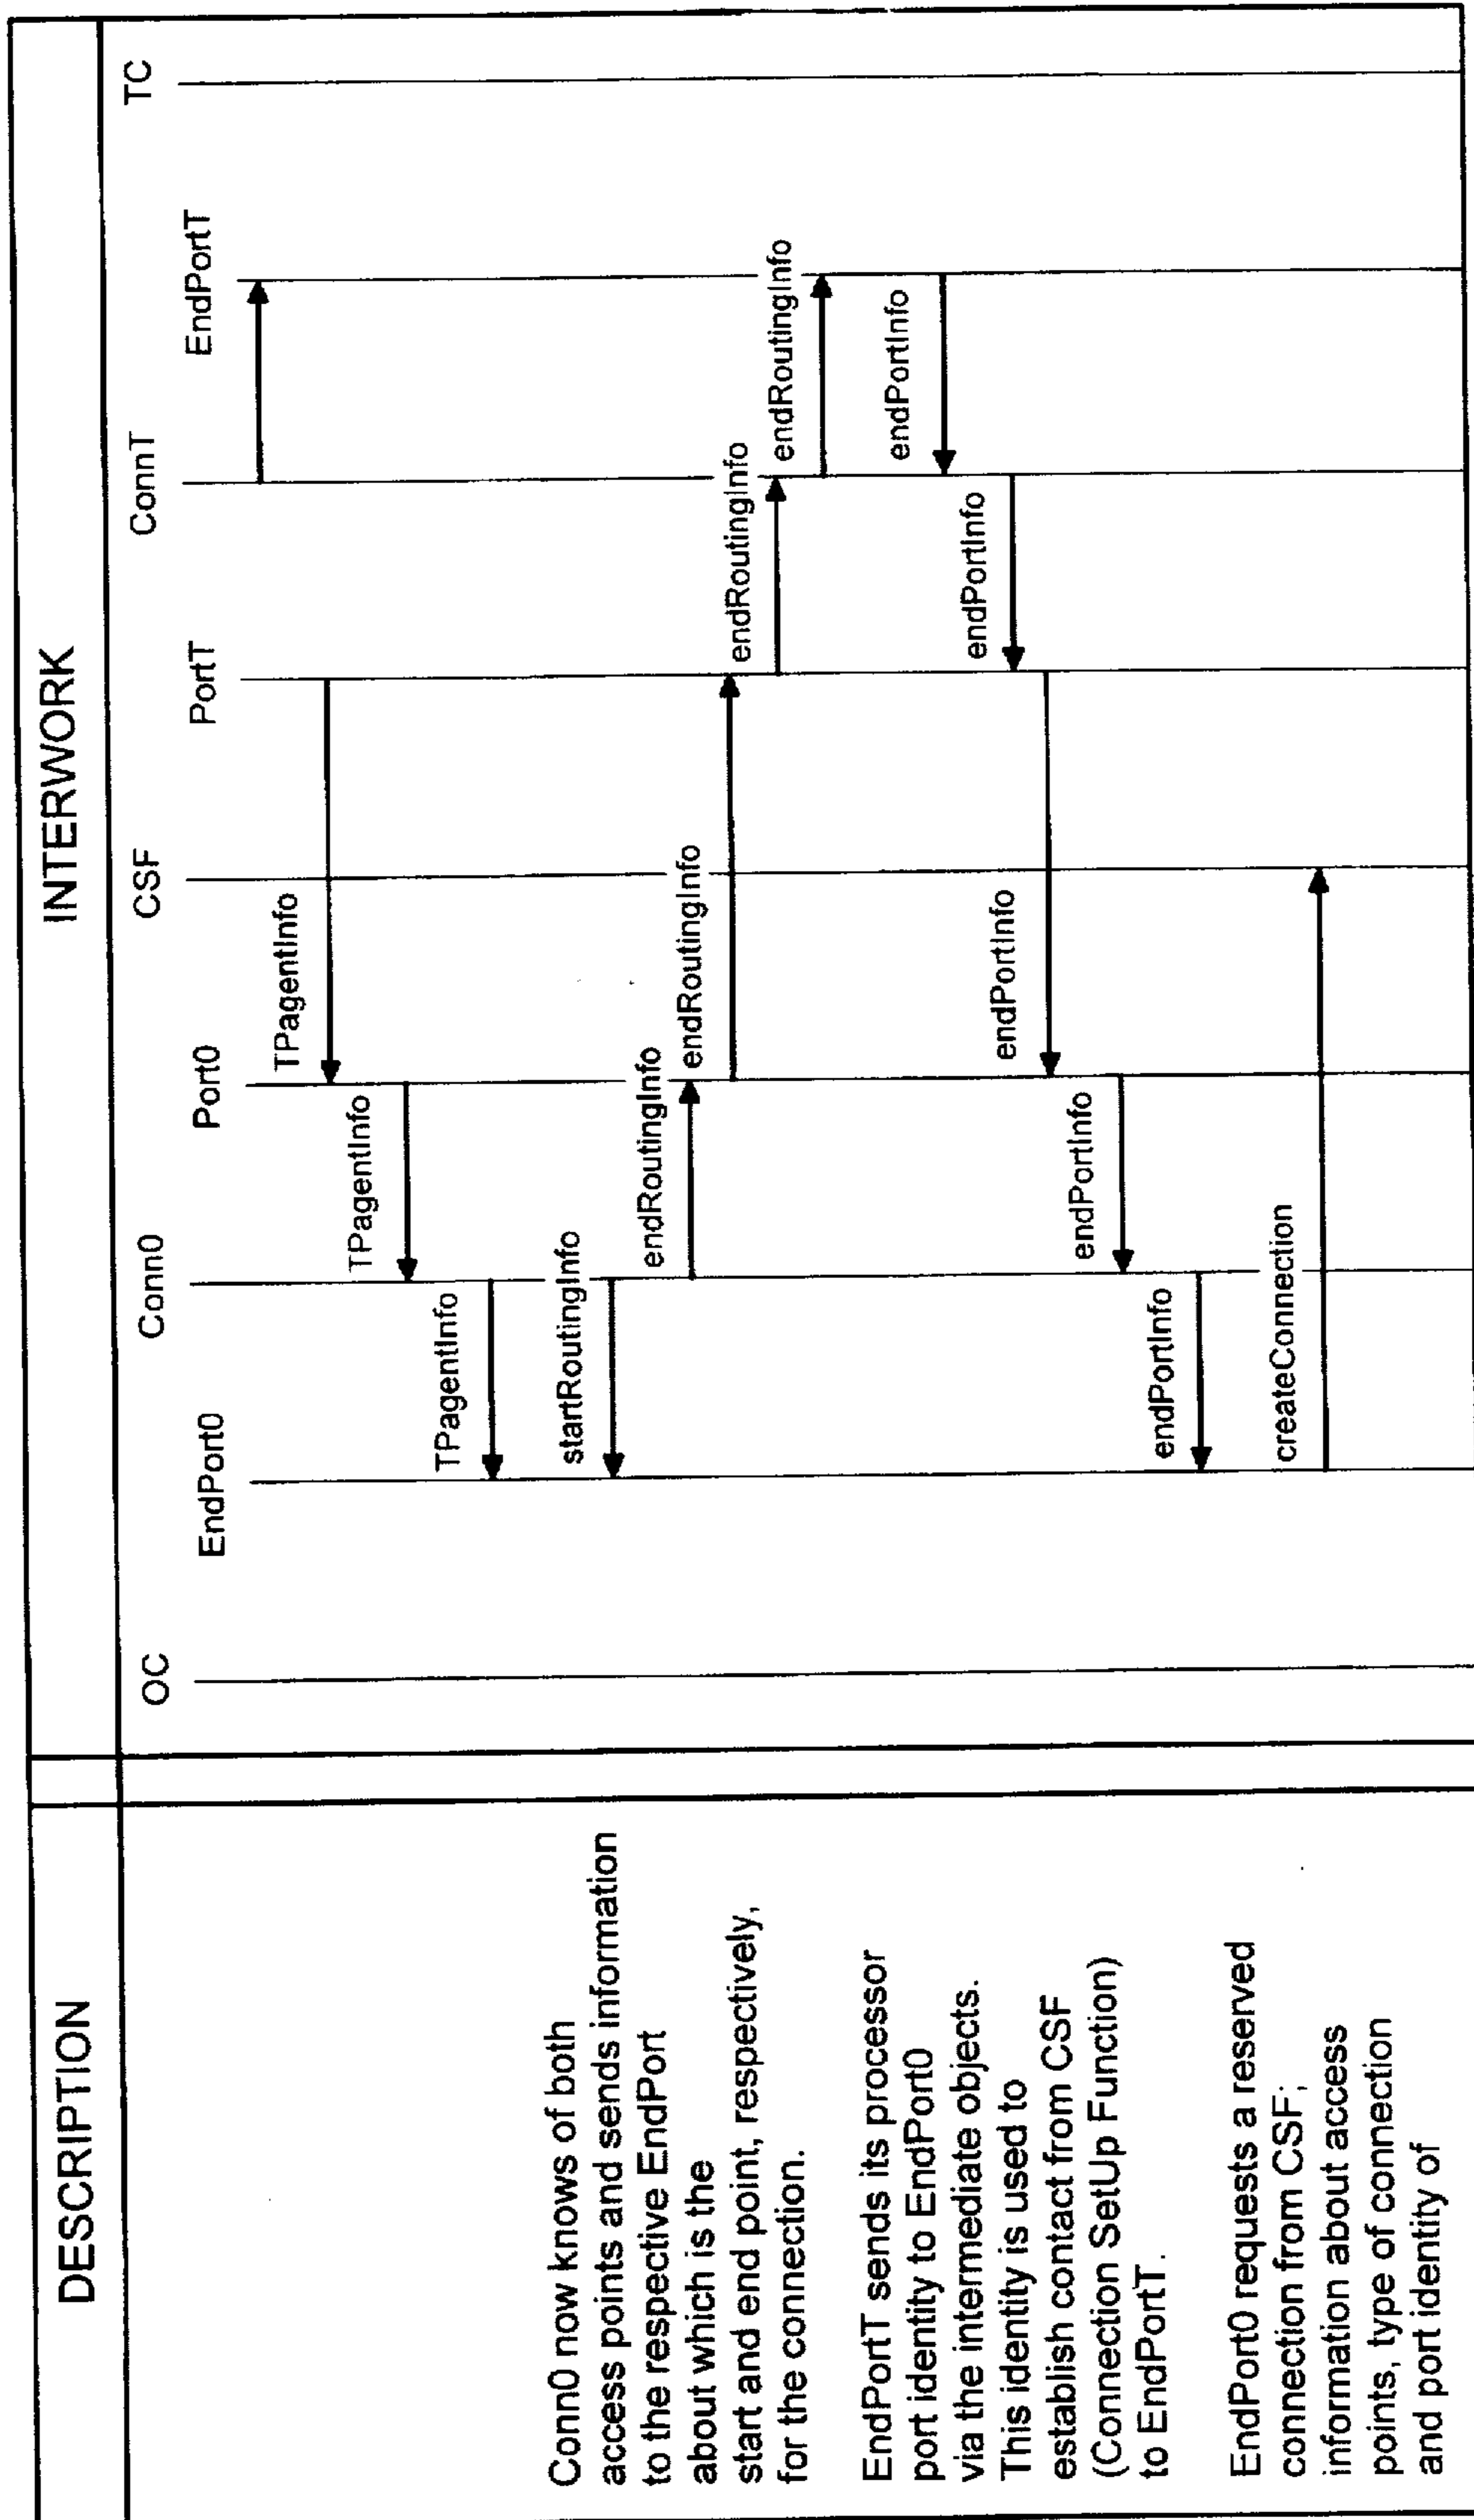 DESCRIPTION
INTERWORK
OC
EndPort0
Conn0
Port0
CSF
PortT
ConnT
EndPortT
TC
TPagentInfo
TPagentInfo
TPagentInfo
startRoutingInfo
endRoutingInfo
endRoutingInfo
endRoutingInfo
endRoutingInfo
endPortInfo
endPortInfo
endPortInfo
endPortInfo
endPortInfo
createConnection
Conn0 now knows of both
access points and sends information
to the respective EndPort
about which is the
start and end point, respectively,
for the connection.
EndPortT sends its processor
port identity to EndPort0
via the intermediate objects.
This identity is used to
establish contact from CSF
(Connection SetUp Function)
to EndPortT.
EndPort0 requests a reserved
connection from CSF;
information about access
points, type of connection
and port identity of